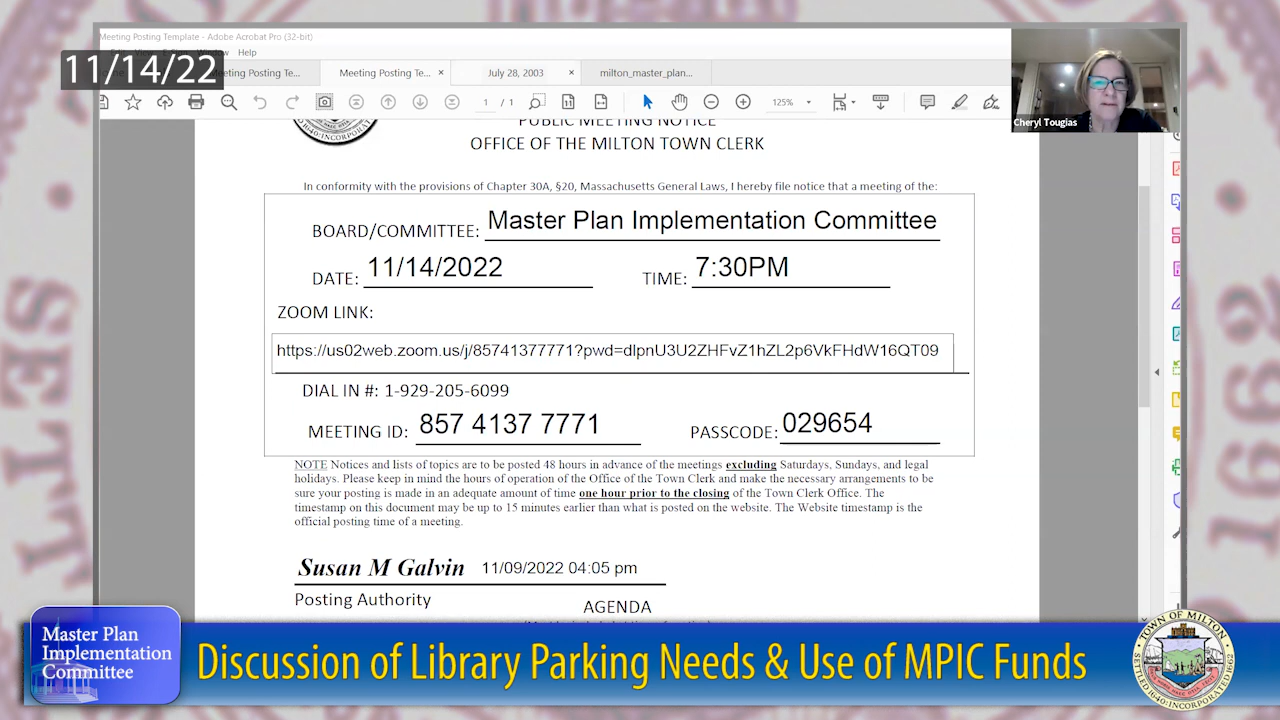 Meeting Posting Template - Adobe Acrobat Pro (32-bit)
Window Help
11/14/22
Meeting Posting Te...
Meeting Posting Te... ×
July 28, 2003 ×
milton_master_plan...
1 / 1
125%
Cheryl Tougias
PUBLIC MEETING NOTICE
OFFICE OF THE MILTON TOWN CLERK
In conformity with the provisions of Chapter 30A, §20, Massachusetts General Laws, I hereby file notice that a meeting of the:
BOARD/COMMITTEE: Master Plan Implementation Committee
DATE: 11/14/2022 TIME: 7:30PM
ZOOM LINK:
https://us02web.zoom.us/j/85741377771?pwd=dlpnU3U2ZHFvZ1hZL2p6VkFHdW16QT09
DIAL IN #: 1-929-205-6099
MEETING ID: 857 4137 7771 PASSCODE: 029654
NOTE Notices and lists of topics are to be posted 48 hours in advance of the meetings excluding Saturdays, Sundays, and legal
holidays. Please keep in mind the hours of operation of the Office of the Town Clerk and make the necessary arrangements to be
sure your posting is made in an adequate amount of time one hour prior to the closing of the Town Clerk Office. The
timestamp on this document may be up to 15 minutes earlier than what is posted on the website. The Website timestamp is the
official posting time of a meeting.
Susan M Galvin 11/09/2022 04:05 pm
Posting Authority
AGENDA
Master Plan
Implementation
Committee
Discussion of Library Parking Needs & Use of MPIC Funds
TOWN OF MILTON